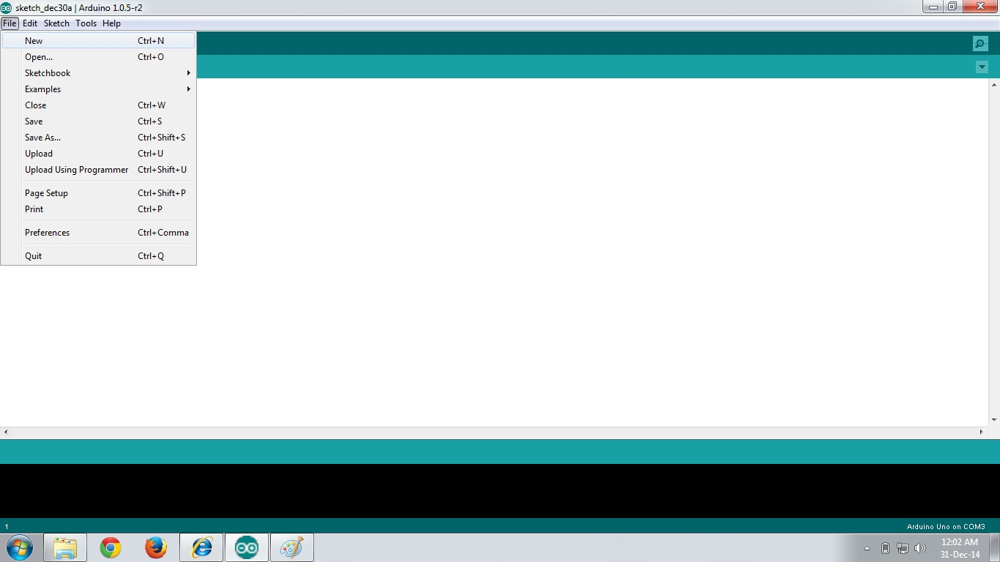 sketch_dec30a | Arduino 1.0.5-r2
File Edit Sketch Tools Help
New Ctrl+N
Open... Ctrl+O
Sketchbook
Examples
Close Ctrl+W
Save Ctrl+S
Save As... Ctrl+Shift+S
Upload Ctrl+U
Upload Using Programmer Ctrl+Shift+U
Page Setup Ctrl+Shift+P
Print Ctrl+P
Preferences Ctrl+Comma
Quit Ctrl+Q
1 Arduino Uno on COM3
12:02 AM
31-Dec-14